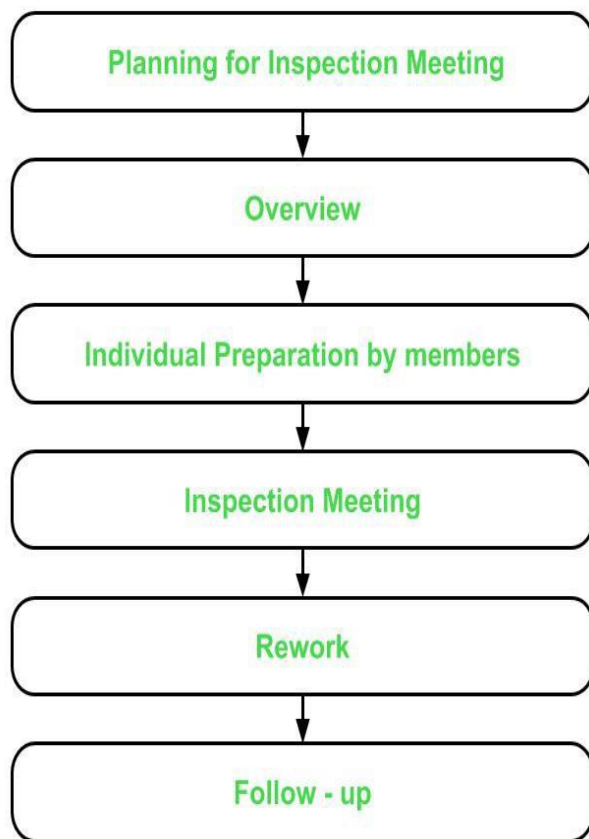 Planning for Inspection Meeting
Overview
Individual Preparation by members
Inspection Meeting
Rework
Follow - up